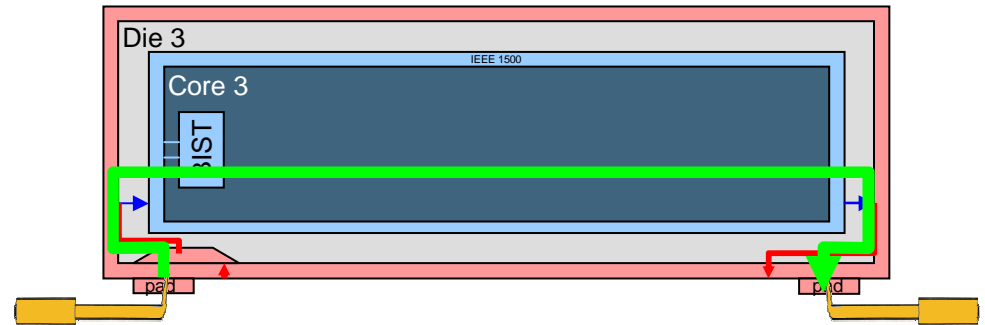 Die 3
IEEE 1500
Core 3
BIST
pad
pad